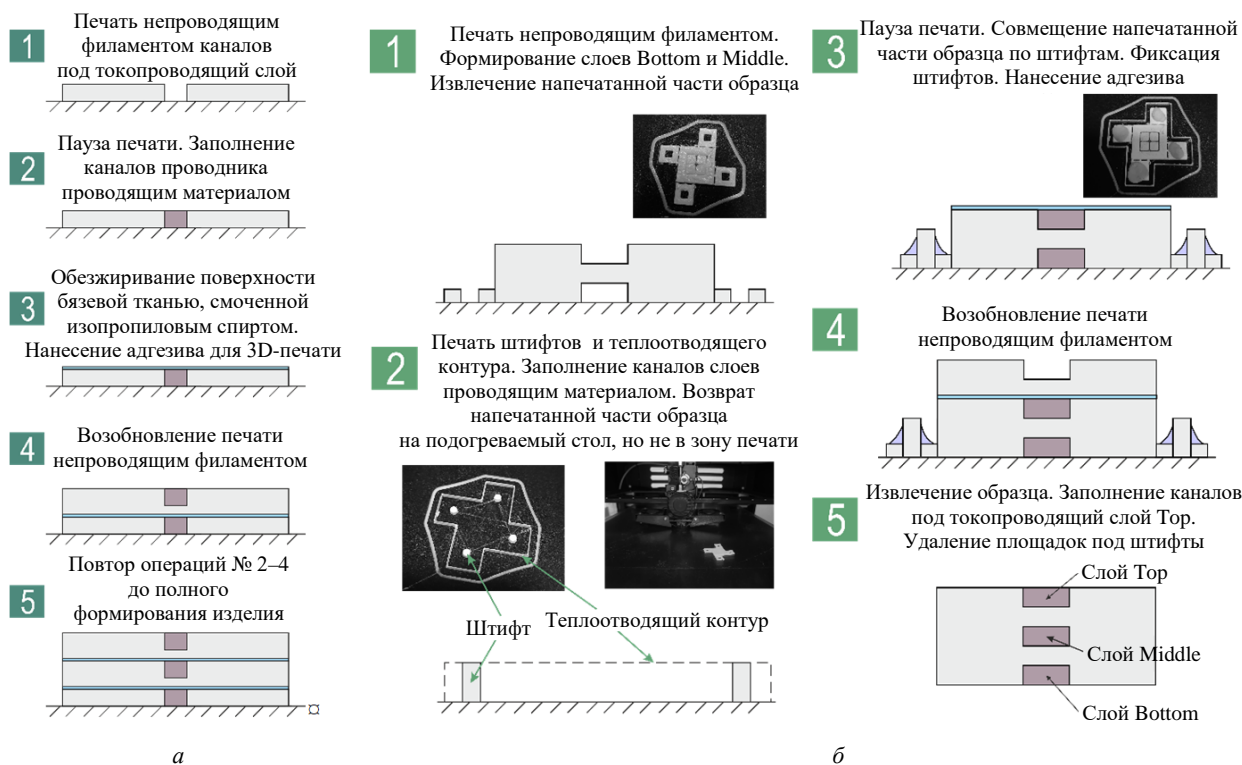 1
Печать непроводящим
филаментом каналов
под токопроводящий слой
2
Пауза печати. Заполнение
каналов проводника
проводящим материалом
3
Обезжиривание поверхности
бязевой тканью, смоченной
изопропиловым спиртом.
Нанесение адгезива для 3D-печати
4
Возобновление печати
непроводящим филаментом
5
Повтор операций № 2–4
до полного
формирования изделия
а
1
Печать непроводящим филаментом.
Формирование слоев Bottom и Middle.
Извлечение напечатанной части образца
2
Печать штифтов и теплоотводящего
контура. Заполнение каналов слоев
проводящим материалом. Возврат
напечатанной части образца
на подогреваемый стол, но не в зону печати
Штифт
Теплоотводящий контур
3
Пауза печати. Совмещение напечатанной
части образца по штифтам. Фиксация
штифтов. Нанесение адгезива
4
Возобновление печати
непроводящим филаментом
5
Извлечение образца. Заполнение каналов
под токопроводящий слой Top.
Удаление площадок под штифты
Слой Top
Слой Middle
Слой Bottom
б